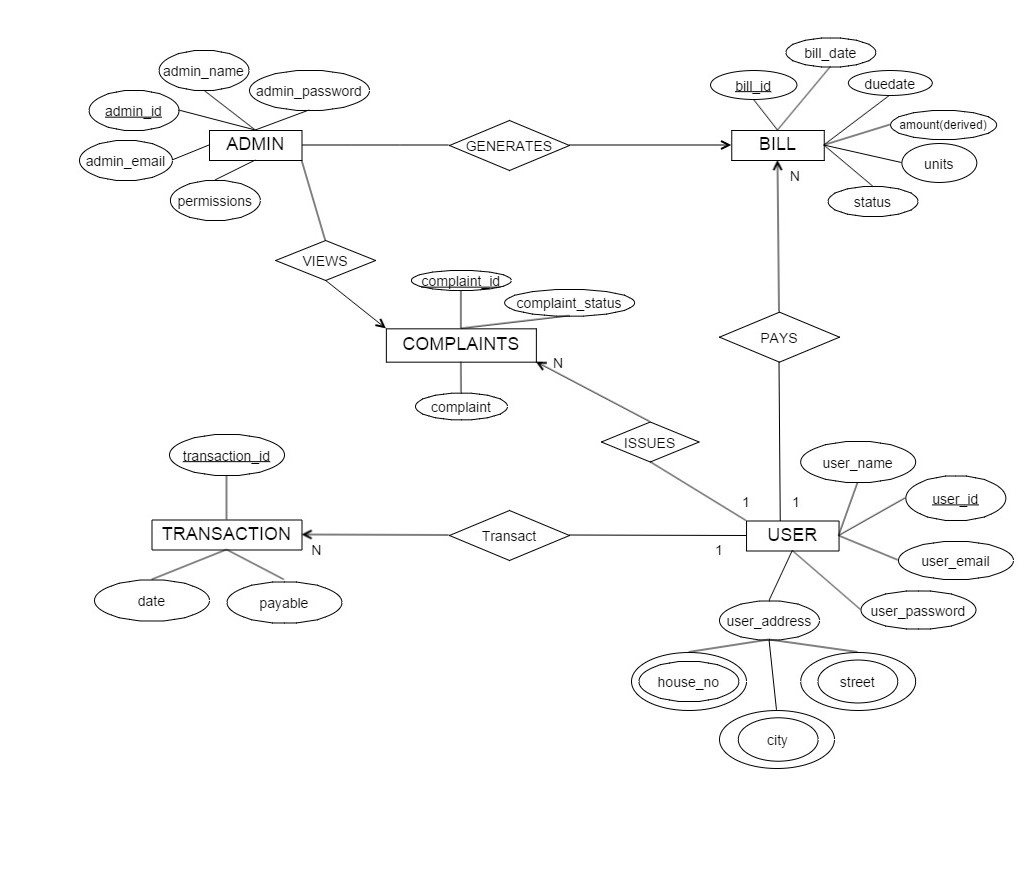 bill_date
admin_name
bill_id
duedate
admin_password
admin_id
amount(derived)
ADMIN
GENERATES
BILL
admin_email
units
N
permissions
status
VIEWS
complaint_id
complaint_status
PAYS
COMPLAINTS
N
complaint
ISSUES
transaction_id
user_name
user_id
1
1
TRANSACTION
Transact
USER
N
1
user_email
date
payable
user_password
user_address
house_no
street
city